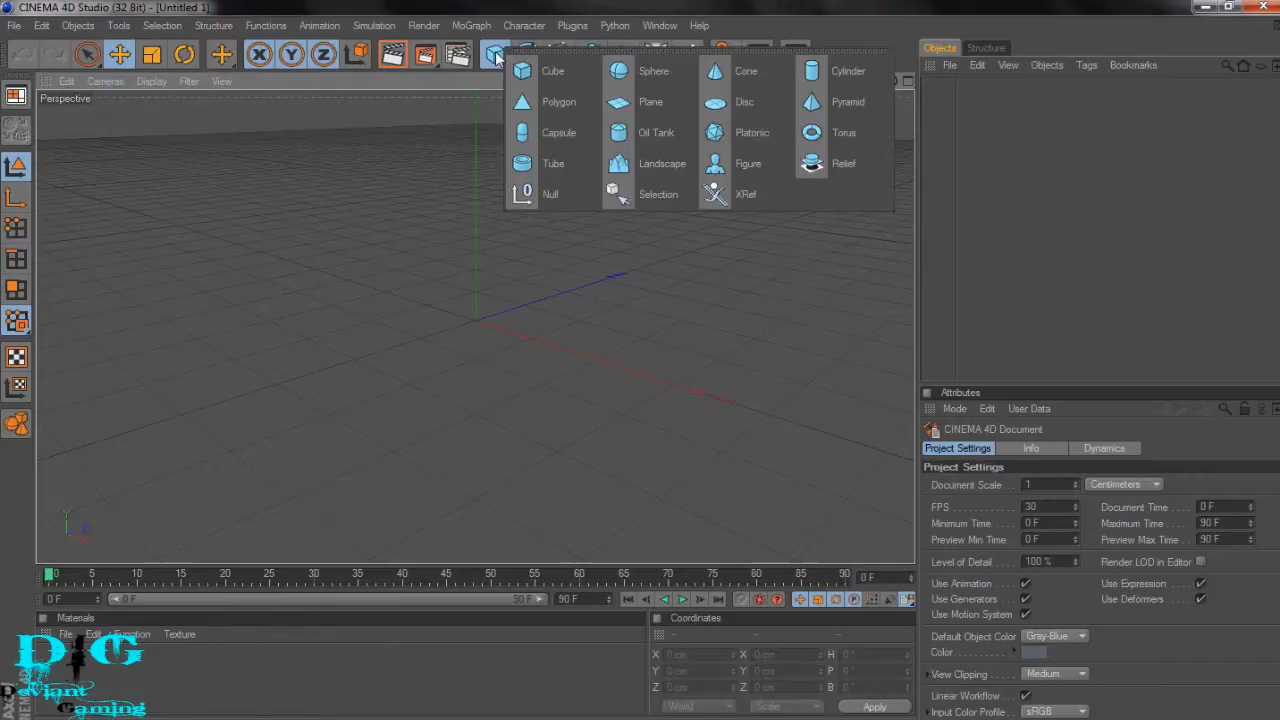 CINEMA 4D Studio (32 Bit) - [Untitled 1]
File Edit Objects Tools Selection Structure Functions Animation Simulation Render MoGraph Character Plugins Python Window Help
Edit Cameras Display Filter View
Perspective
Cube Sphere Cone Cylinder
Polygon Plane Disc Pyramid
Capsule Oil Tank Platonic Torus
Tube Landscape Figure Relief
Null Selection XRef
X Y Z
Objects Structure
File Edit View Objects Tags Bookmarks
Attributes
Mode Edit User Data
CINEMA 4D Document
Project Settings Info Dynamics
Project Settings
Document Scale 1 Centimeters
FPS 30 Document Time 0 F
Minimum Time 0 F Maximum Time 90 F
Preview Min Time 0 F Preview Max Time 90 F
Level of Detail 100 % Render LOD in Editor
Use Animation Use Expression
Use Generators Use Deformers
Use Motion System
Default Object Color Gray-Blue
Color
View Clipping Medium
Linear Workflow
Input Color Profile sRGB
0 5 10 15 20 25 30 35 40 45 50 55 60 65 70 75 80 85 90 0 F
0 F 0 F 90 F 90 F
Materials
File Edit Function Texture
Coordinates
X 0 cm X 0 cm H 0 °
Y 0 cm Y 0 cm P 0 °
Z 0 cm Z 0 cm B 0 °
World Scale Apply
DiG
Deviant
Gaming